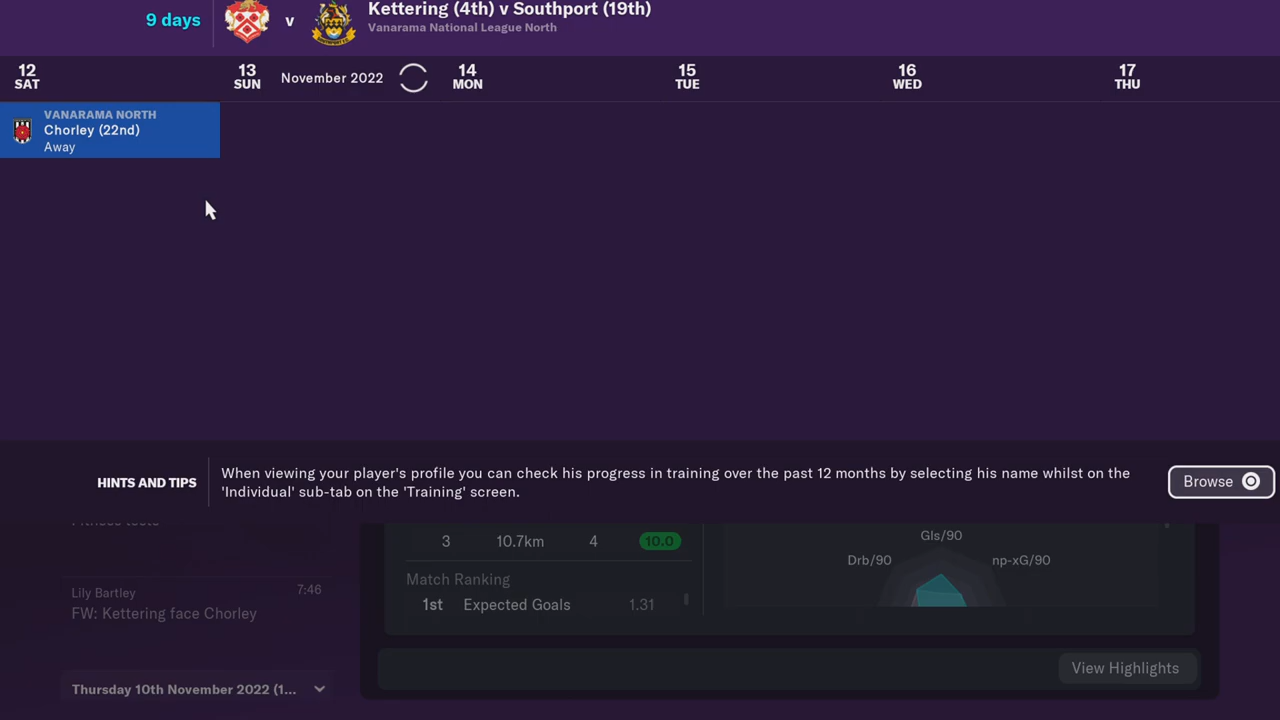 9 days
v
Kettering (4th) v Southport (19th)
Vanarama National League North
12
SAT
13
SUN
November 2022
14
MON
15
TUE
16
WED
17
THU
VANARAMA NORTH
Chorley (22nd)
Away
HINTS AND TIPS
When viewing your player's profile you can check his progress in training over the past 12 months by selecting his name whilst on the
'Individual' sub-tab on the 'Training' screen.
Browse
Fitness tests
3 10.7km 4 10.0
Gls/90
Drb/90
np-xG/90
Match Ranking
1st Expected Goals 1.31
Lily Bartley
7:46
FW: Kettering face Chorley
View Highlights
Thursday 10th November 2022 (1...